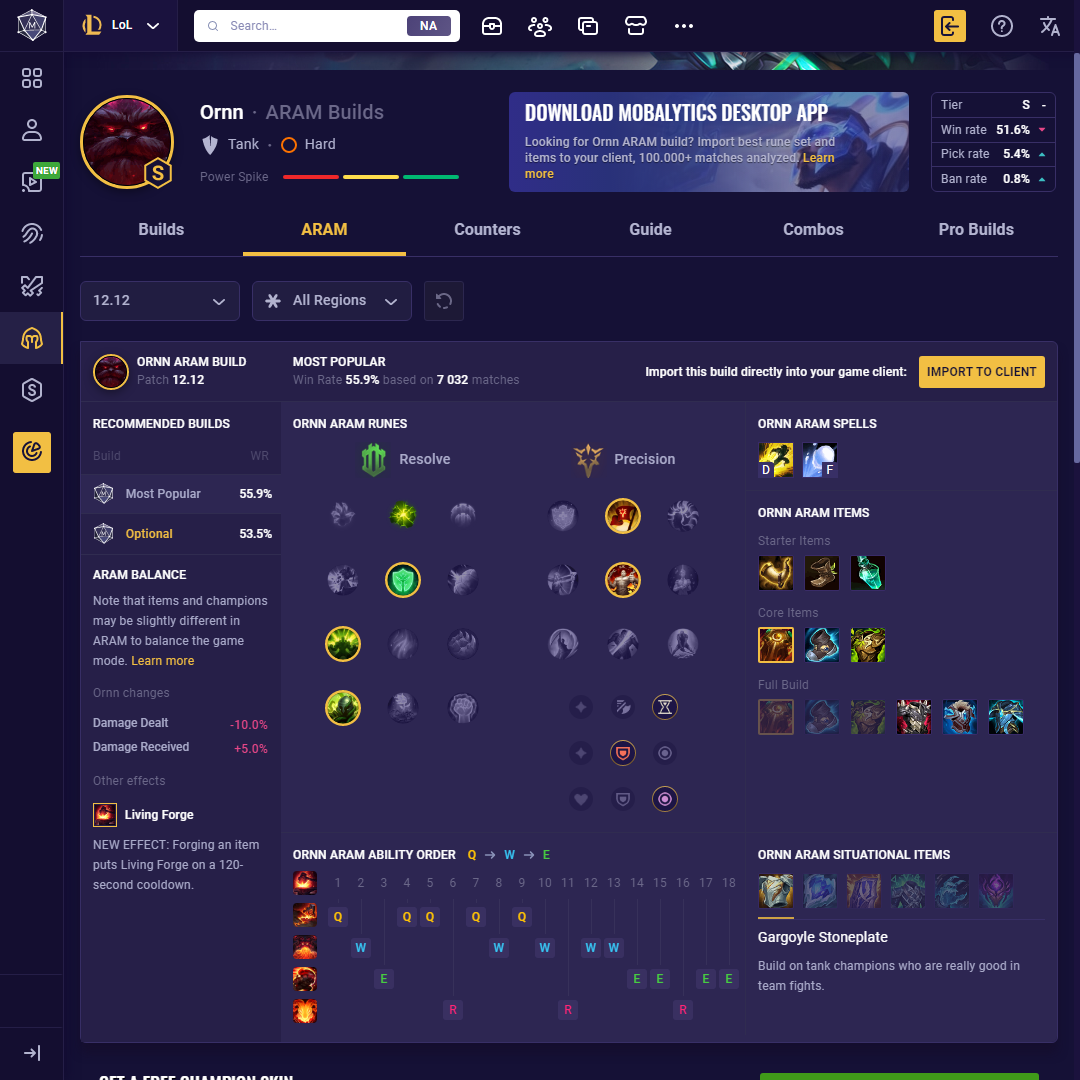 LoL
Search...
NA
NEW
Ornn · ARAM Builds
Tank · Hard
Power Spike
DOWNLOAD MOBALYTICS DESKTOP APP
Looking for Ornn ARAM build? Import best rune set and
items to your client, 100.000+ matches analyzed. Learn
more
Tier S -
Win rate 51.6%
Pick rate 5.4%
Ban rate 0.8%
Builds
ARAM
Counters
Guide
Combos
Pro Builds
12.12
All Regions
ORNN ARAM BUILD
Patch 12.12
MOST POPULAR
Win Rate 55.9% based on 7 032 matches
Import this build directly into your game client:
IMPORT TO CLIENT
RECOMMENDED BUILDS
Build WR
Most Popular 55.9%
Optional 53.5%
ARAM BALANCE
Note that items and champions
may be slightly different in
ARAM to balance the game
mode. Learn more
Ornn changes
Damage Dealt -10.0%
Damage Received +5.0%
Other effects
Living Forge
NEW EFFECT: Forging an item
puts Living Forge on a 120-
second cooldown.
ORNN ARAM RUNES
Resolve
Precision
ORNN ARAM ABILITY ORDER Q → W → E
1 2 3 4 5 6 7 8 9 10 11 12 13 14 15 16 17 18
Q Q Q Q Q
W W W W W
E E E E E
R R R
ORNN ARAM SPELLS
D F
ORNN ARAM ITEMS
Starter Items
Core Items
Full Build
ORNN ARAM SITUATIONAL ITEMS
Gargoyle Stoneplate
Build on tank champions who are really good in
team fights.
GET A FREE CHAMPION SKIN